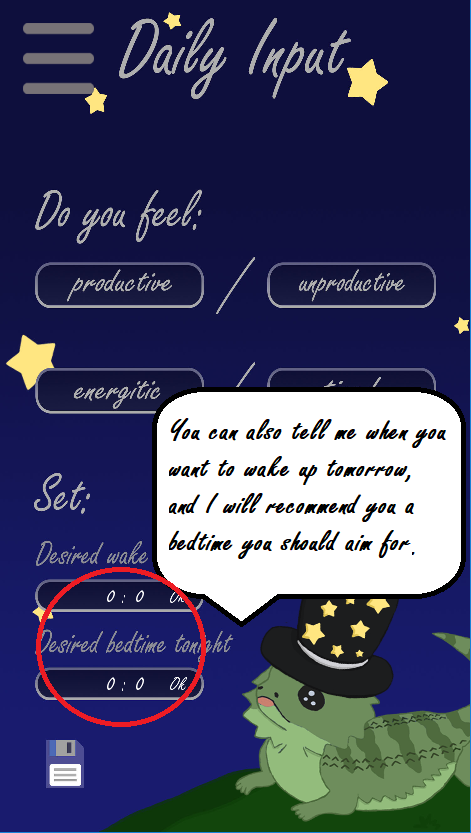 Daily Input
Do you feel:
productive / unproductive
energitic /
You can also tell me when you
want to wake up tomorrow,
and I will recommend you a
bedtime you should aim for.
Set:
Desired wake
0 : 0 Ok
Desired bedtime tonight
0 : 0 Ok